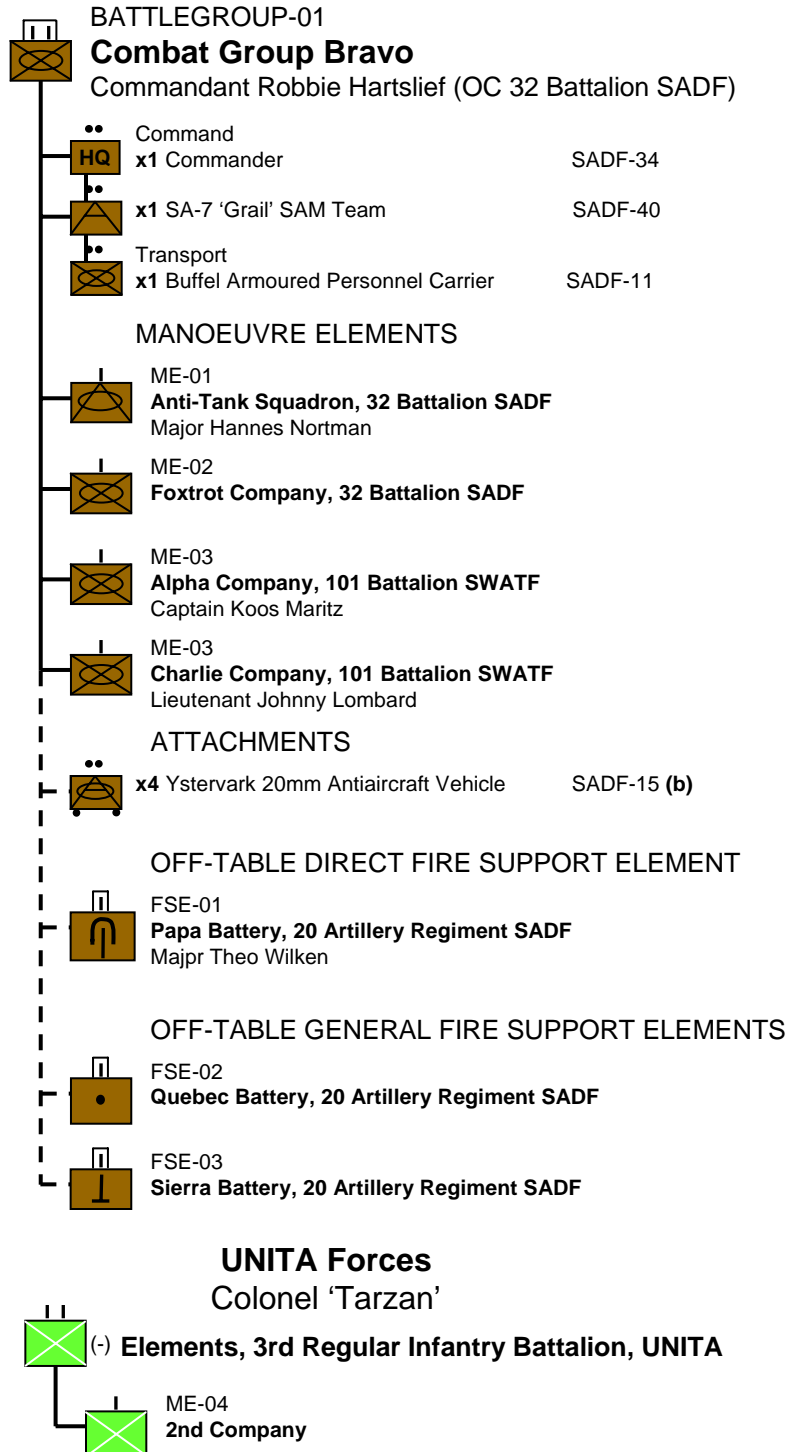 BATTLEGROUP-01
Combat Group Bravo
Commandant Robbie Hartslief (OC 32 Battalion SADF)
Command
HQ x1 Commander SADF-34
x1 SA-7 ‘Grail’ SAM Team SADF-40
Transport
x1 Buffel Armoured Personnel Carrier SADF-11
MANOEUVRE ELEMENTS
ME-01
Anti-Tank Squadron, 32 Battalion SADF
Major Hannes Nortman
ME-02
Foxtrot Company, 32 Battalion SADF
ME-03
Alpha Company, 101 Battalion SWATF
Captain Koos Maritz
ME-03
Charlie Company, 101 Battalion SWATF
Lieutenant Johnny Lombard
ATTACHMENTS
x4 Ystervark 20mm Antiaircraft Vehicle SADF-15 (b)
OFF-TABLE DIRECT FIRE SUPPORT ELEMENT
FSE-01
Papa Battery, 20 Artillery Regiment SADF
Majpr Theo Wilken
OFF-TABLE GENERAL FIRE SUPPORT ELEMENTS
FSE-02
Quebec Battery, 20 Artillery Regiment SADF
FSE-03
Sierra Battery, 20 Artillery Regiment SADF
UNITA Forces
Colonel ‘Tarzan’
(-) Elements, 3rd Regular Infantry Battalion, UNITA
ME-04
2nd Company